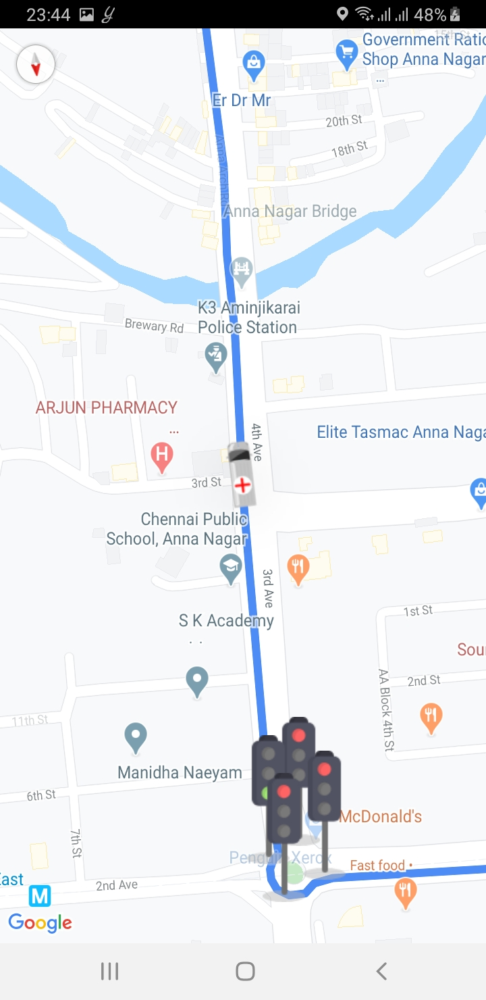 23:44
48%
15th St
Government Ratio
Shop Anna Nagar
...
Er Dr Mr
20th St
18th St
Anna Arch Rd
Anna Nagar Bridge
K3 Aminjikarai
Police Station
Brewary Rd
ARJUN PHARMACY
...
4th Ave
Elite Tasmac Anna Naga
H
3rd St
Chennai Public
School, Anna Nagar
3rd Ave
S K Academy
1st St
Sou
AA Block 4th St
2nd St
11th St
Manidha Naeyam
6th St
7th St
McDonald's
Penguin Xerox
Fast food •
East
M
2nd Ave
Google